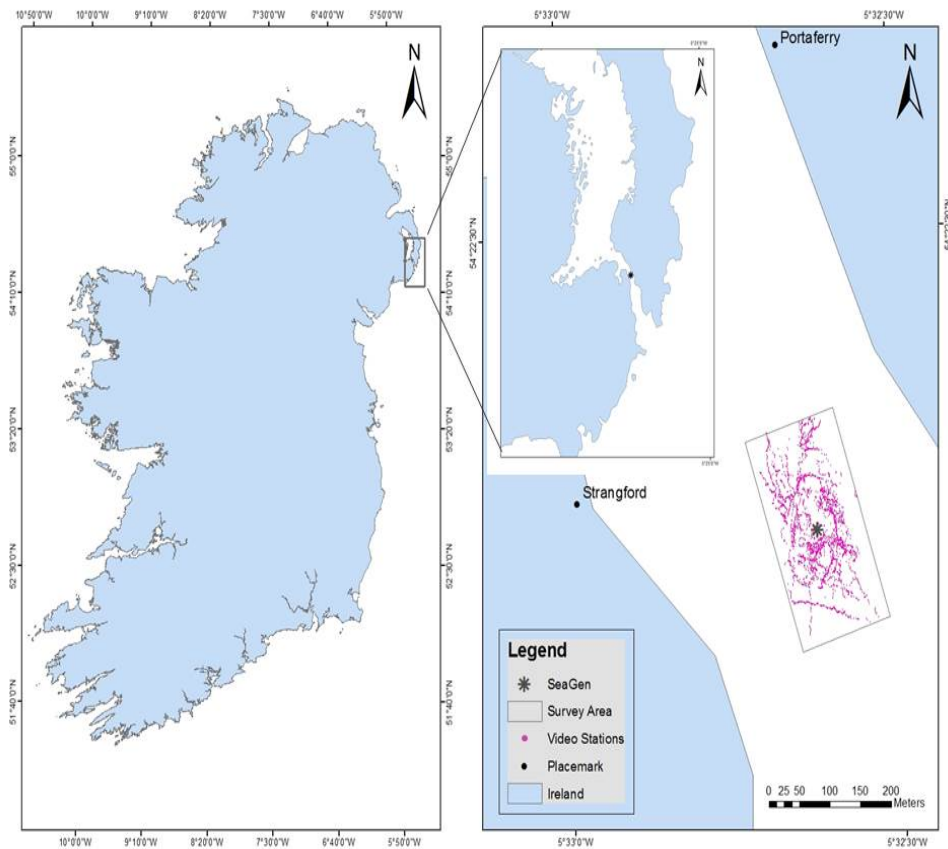 10°50'0"W 10°0'0"W 9°10'0"W 8°20'0"W 7°30'0"W 6°40'0"W 5°50'0"W
5°33'0"W 5°32'30"W
N
55°0'0"N
54°10'0"N
53°20'0"N
52°30'0"N
51°40'0"N
10°0'0"W 9°10'0"W 8°20'0"W 7°30'0"W 6°40'0"W 5°50'0"W
N
Portaferry
N
54°22'30"N
Strangford
Legend
SeaGen
Survey Area
Video Stations
Placemark
Ireland
0 25 50 100 150 200
Meters
5°33'0"W 5°32'30"W